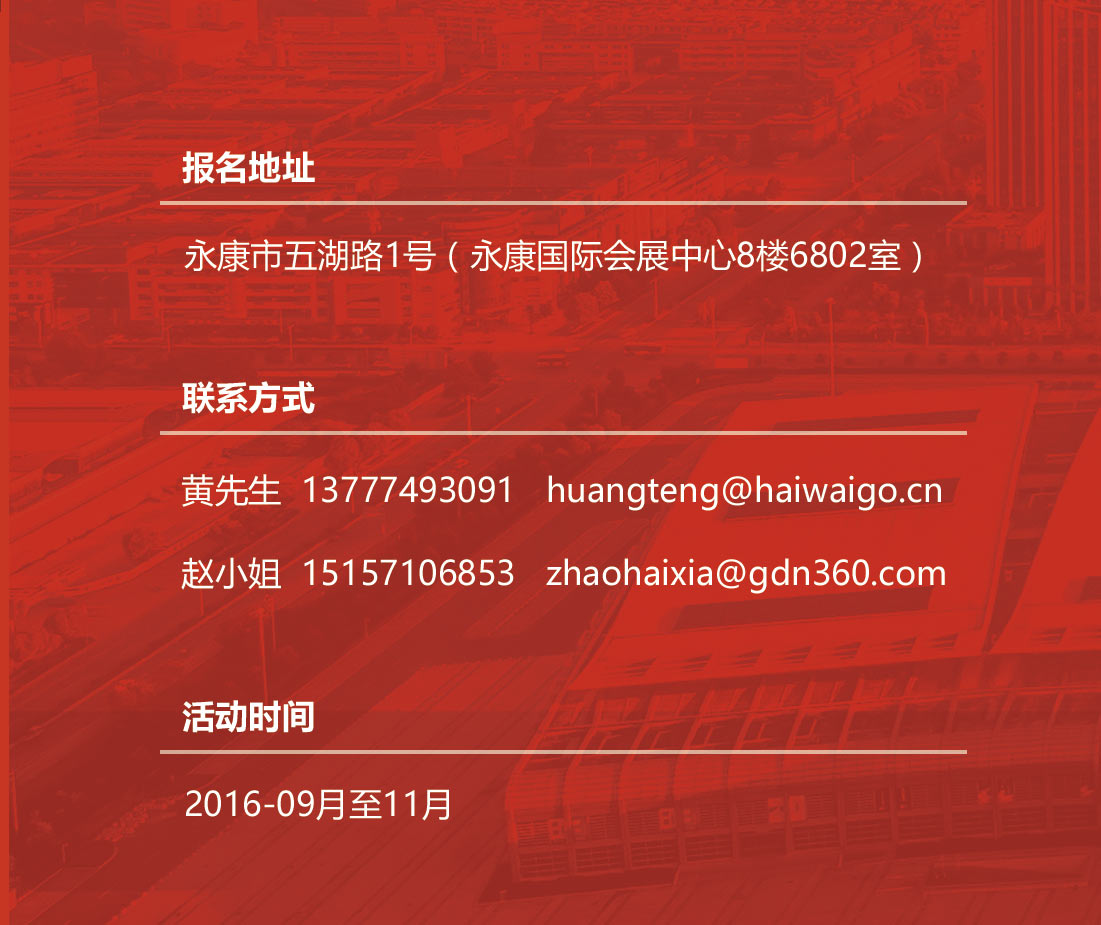 报名地址
永康市五湖路1号（永康国际会展中心8楼6802室）
联系方式
黄先生 13777493091 huangteng@haiwaigo.cn
赵小姐 15157106853 zhaohaixia@gdn360.com
活动时间
2016-09月至11月